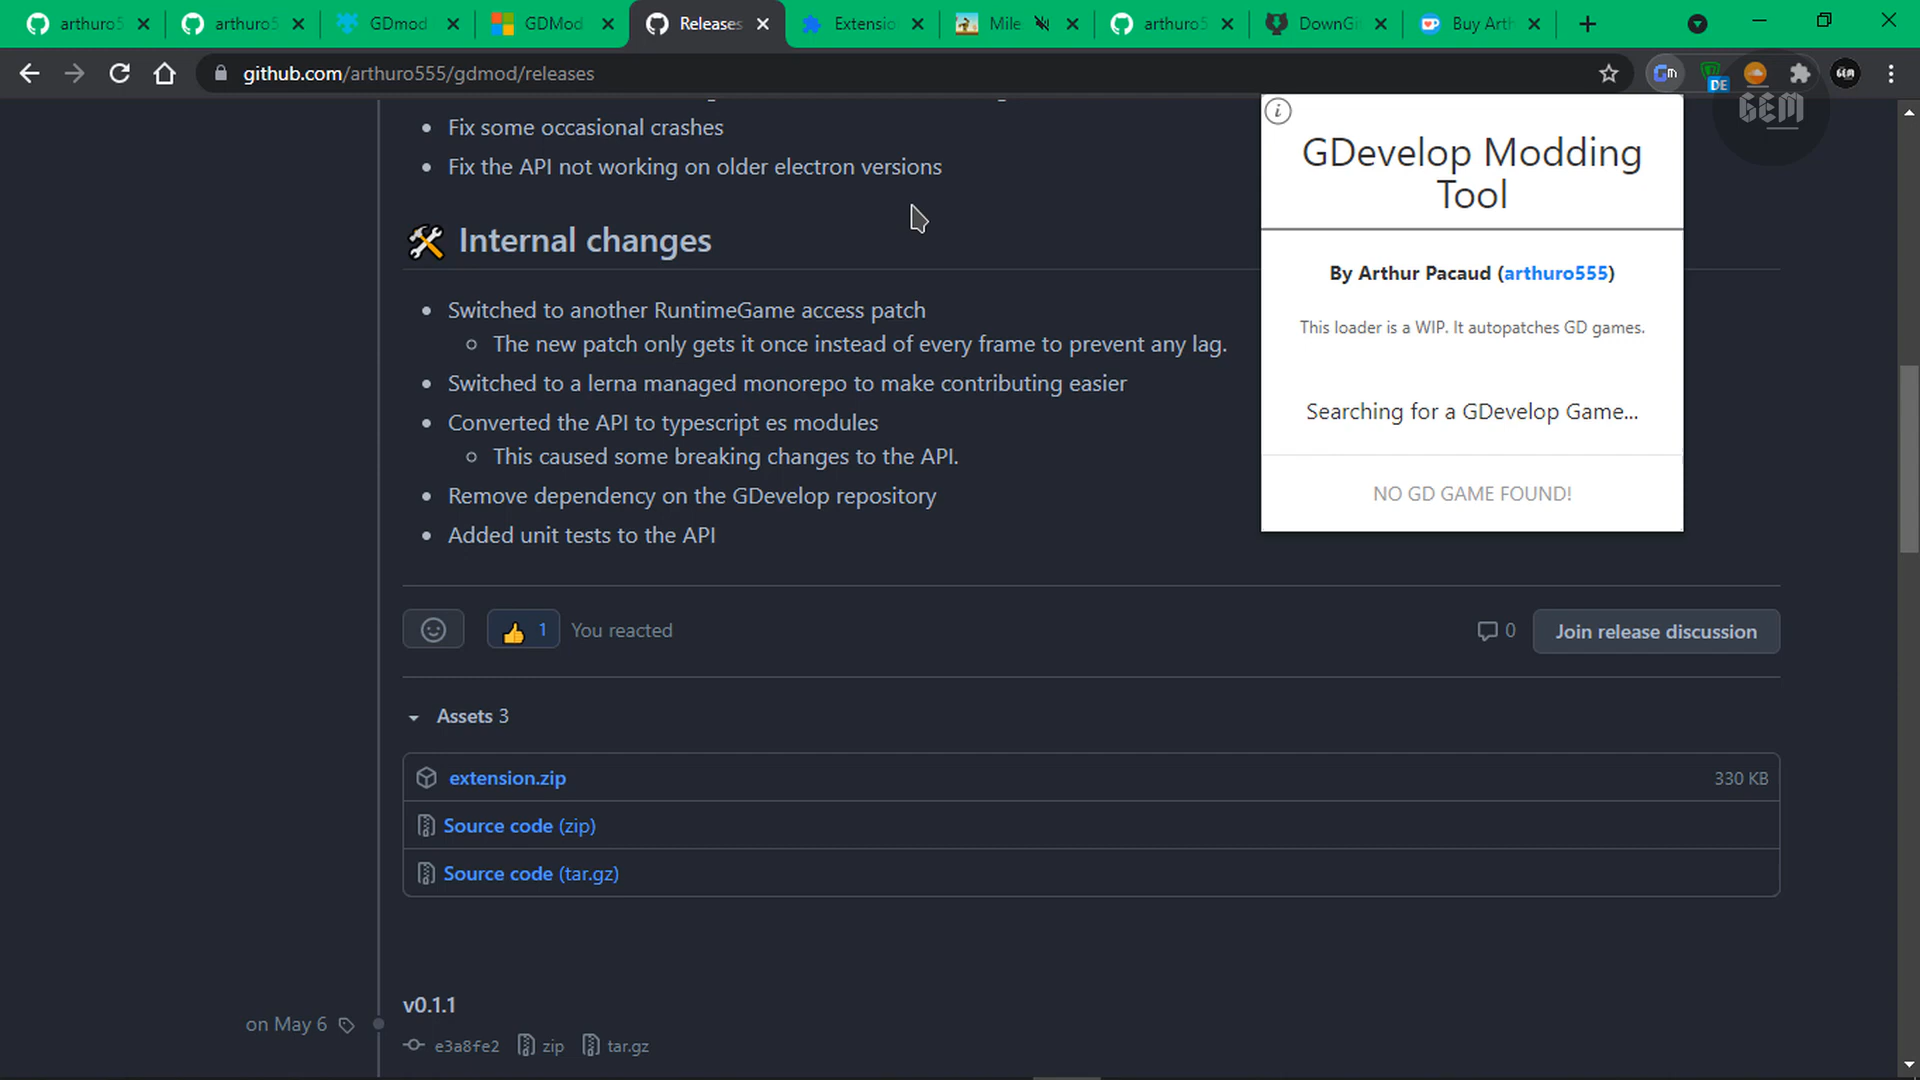 arthuro5
arthuro5
GDmod
GDMod
Releases
Extensio
Mile
arthuro5
DownGi
Buy Arth
github.com/arthuro555/gdmod/releases
Gm
DE
GEM
GEM
Fix some occasional crashes
Fix the API not working on older electron versions
Internal changes
Switched to another RuntimeGame access patch
The new patch only gets it once instead of every frame to prevent any lag.
Switched to a lerna managed monorepo to make contributing easier
Converted the API to typescript es modules
This caused some breaking changes to the API.
Remove dependency on the GDevelop repository
Added unit tests to the API
GDevelop Modding
Tool
By Arthur Pacaud (arthuro555)
This loader is a WIP. It autopatches GD games.
Searching for a GDevelop Game...
NO GD GAME FOUND!
1 You reacted
0
Join release discussion
Assets 3
extension.zip
330 KB
Source code (zip)
Source code (tar.gz)
v0.1.1
on May 6
e3a8fe2 zip tar.gz